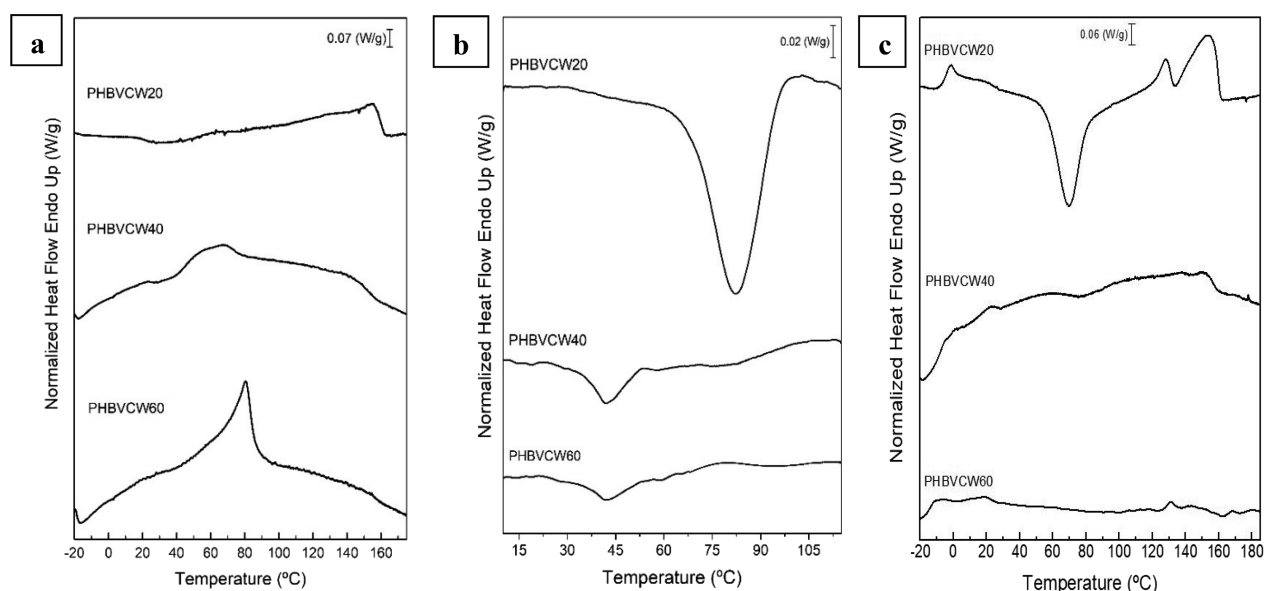 a
0.07 (W/g)
PHBVCW20
PHBVCW40
PHBVCW60
Normalized Heat Flow Endo Up (W/g)
-20 0 20 40 60 80 100 120 140 160
Temperature (ºC)
b
0.02 (W/g)
PHBVCW20
PHBVCW40
PHBVCW60
Normalized Heat Flow Endo Up (W/g)
15 30 45 60 75 90 105
Temperature (ºC)
c
0.06 (W/g)
PHBVCW20
PHBVCW40
PHBVCW60
Normalized Heat Flow Endo Up (W/g)
-20 0 20 40 60 80 100 120 140 160 185
Temperature (ºC)